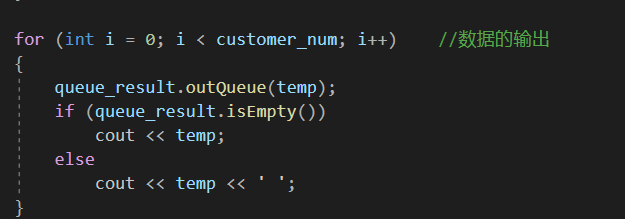 for (int i = 0; i < customer_num; i++)    //数据的输出
{
    queue_result.outQueue(temp);
    if (queue_result.isEmpty())
        cout << temp;
    else
        cout << temp << ' ';
}